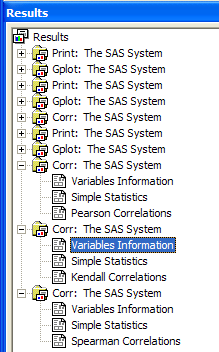 Results
Results
Print: The SAS System
Gplot: The SAS System
Print: The SAS System
Gplot: The SAS System
Corr: The SAS System
Print: The SAS System
Gplot: The SAS System
Corr: The SAS System
Variables Information
Simple Statistics
Pearson Correlations
Corr: The SAS System
Variables Information
Simple Statistics
Kendall Correlations
Corr: The SAS System
Variables Information
Simple Statistics
Spearman Correlations